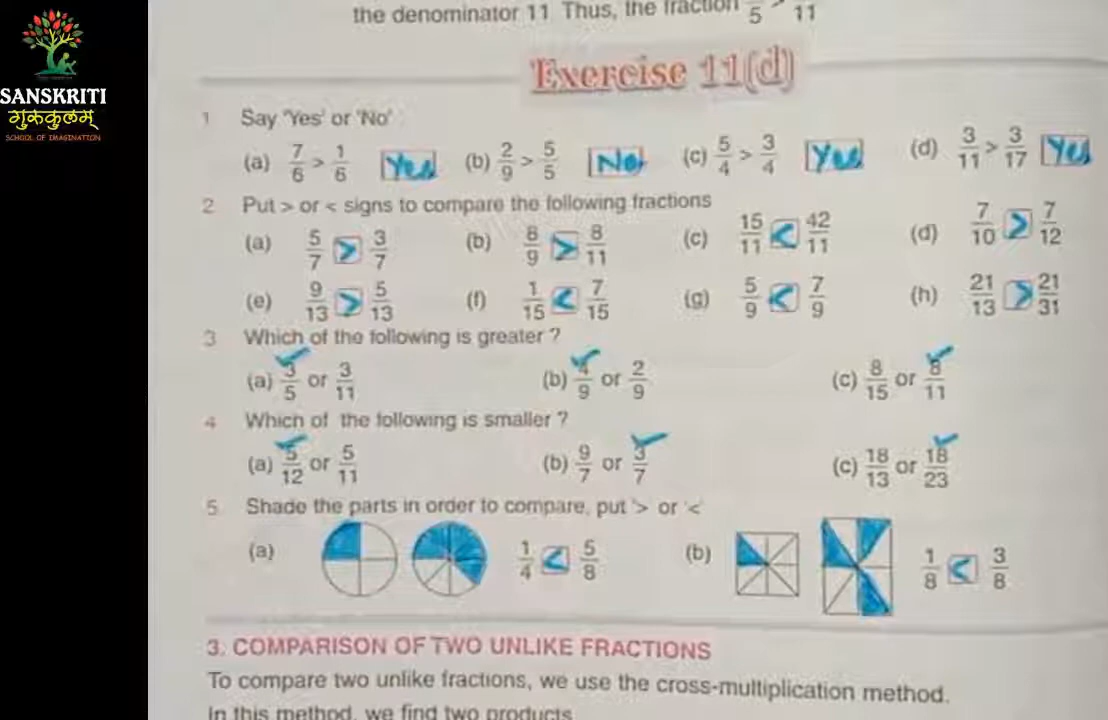 the denominator 11 Thus, the fraction 5 > 11
Exercise 11(d)
SANSKRITI
गुरुकुलम्
SCHOOL OF IMAGINATION
1 Say 'Yes' or 'No'
(a) 7/6 > 1/6 Yes (b) 2/9 > 5/5 No (c) 5/4 > 3/4 Yes (d) 3/11 > 3/17 Yes
2 Put > or < signs to compare the following fractions
(a) 5/7 > 3/7 (b) 8/9 > 8/11 (c) 15/11 < 42/11 (d) 7/10 > 7/12
(e) 9/13 > 5/13 (f) 1/15 < 7/15 (g) 5/9 < 7/9 (h) 21/13 > 21/31
3 Which of the following is greater ?
(a) 3/5 or 3/11 (b) 4/9 or 2/9 (c) 8/15 or 8/11
4 Which of the following is smaller ?
(a) 5/12 or 5/11 (b) 9/7 or 3/7 (c) 18/13 or 18/23
5 Shade the parts in order to compare, put '> or '<'
(a) 1/4 < 5/8 (b) 1/8 < 3/8
3. COMPARISON OF TWO UNLIKE FRACTIONS
To compare two unlike fractions, we use the cross-multiplication method.
In this method, we find two products